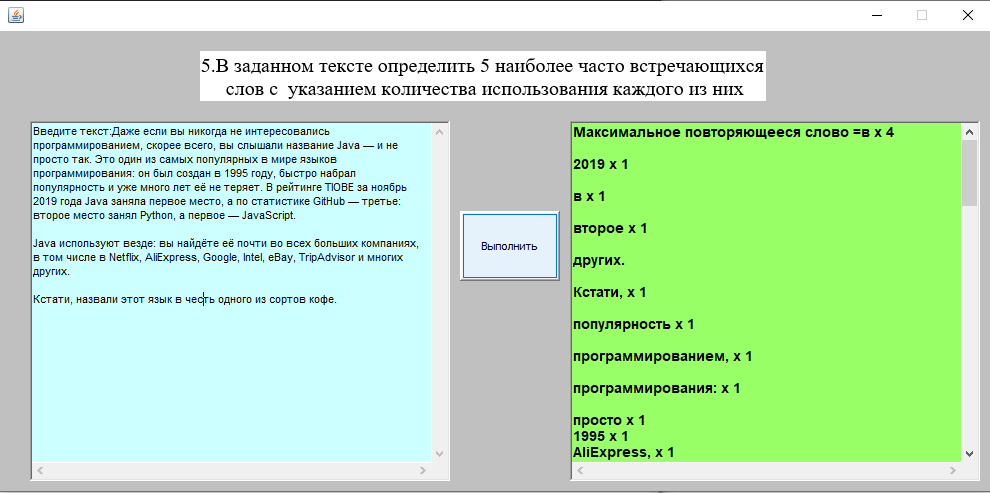 5.В заданном тексте определить 5 наиболее часто встречающихся
слов с указанием количества использования каждого из них
Введите текст:Даже если вы никогда не интересовались
программированием, скорее всего, вы слышали название Java — и не
просто так. Это один из самых популярных в мире языков
программирования: он был создан в 1995 году, быстро набрал
популярность и уже много лет её не теряет. В рейтинге TIOBE за ноябрь
2019 года Java заняла первое место, а по статистике GitHub — третье:
второе место занял Python, а первое — JavaScript.
Java используют везде: вы найдёте её почти во всех больших компаниях,
в том числе в Netflix, AliExpress, Google, Intel, eBay, TripAdvisor и многих
других.
Кстати, назвали этот язык в честь одного из сортов кофе.
Выполнить
Максимальное повторяющееся слово =в x 4
2019 x 1
в x 1
второе x 1
других.
Кстати, x 1
популярность x 1
программированием, x 1
программирования: x 1
просто x 1
1995 x 1
AliExpress, x 1